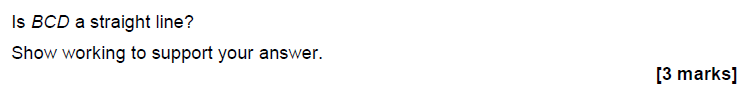 Is BCD a straight line?
Show working to support your answer.
[3 marks]